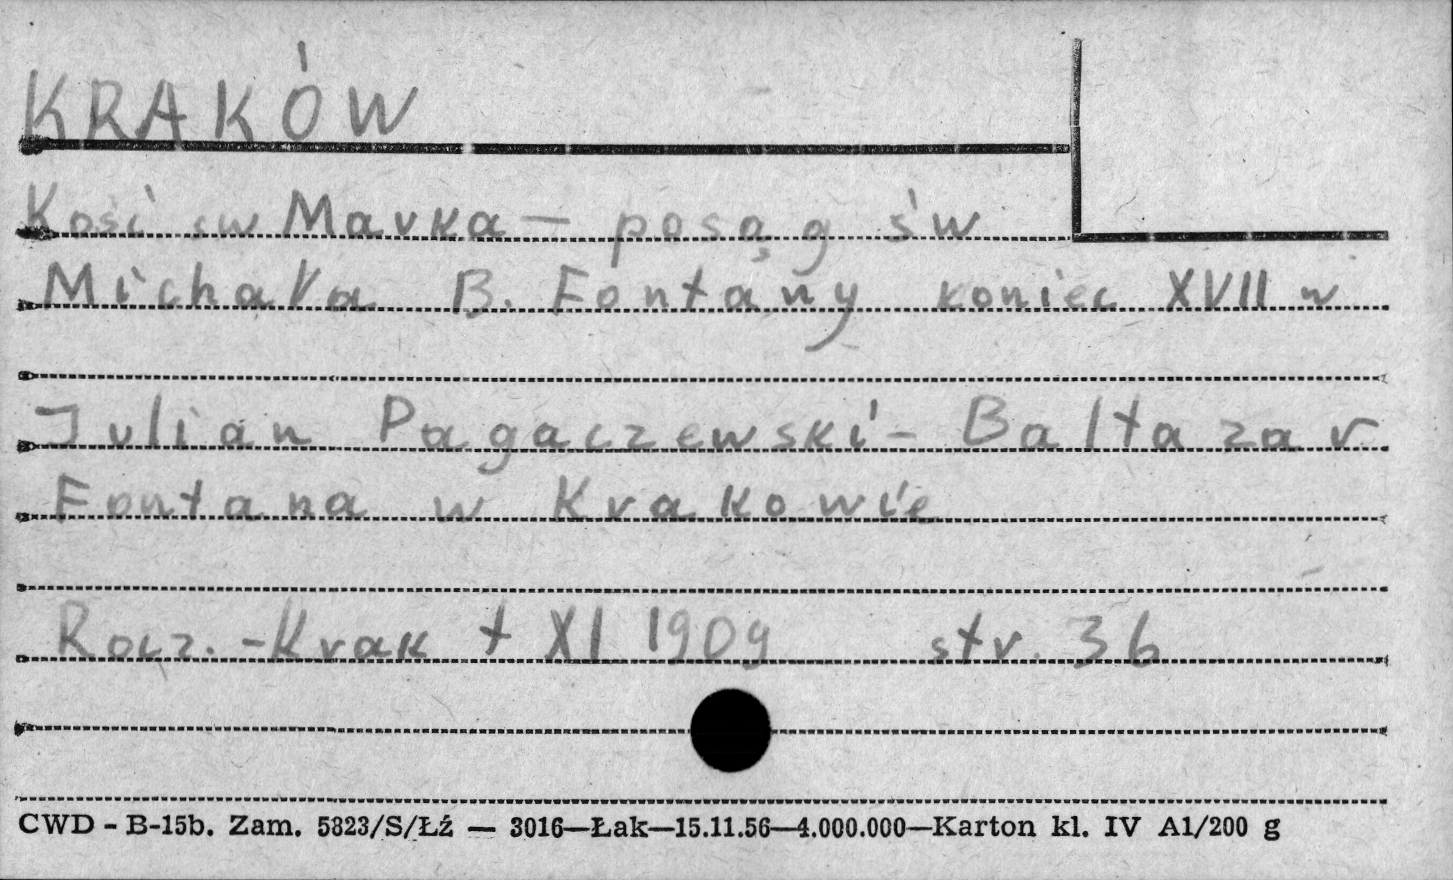 KRAKÓW
Kość św Marka - posąg św
Michała B. Fontany koniec XVII w
Julian Pagaczewski - Baltazar
Fontana w Krakowie
Rocz. - Krak t XI 1909 str. 36
CWD - B-15b. Zam. 5823/S/Łź — 3016—Łak—15.11.56—4.000.000—Karton kl. IV A1/200 g